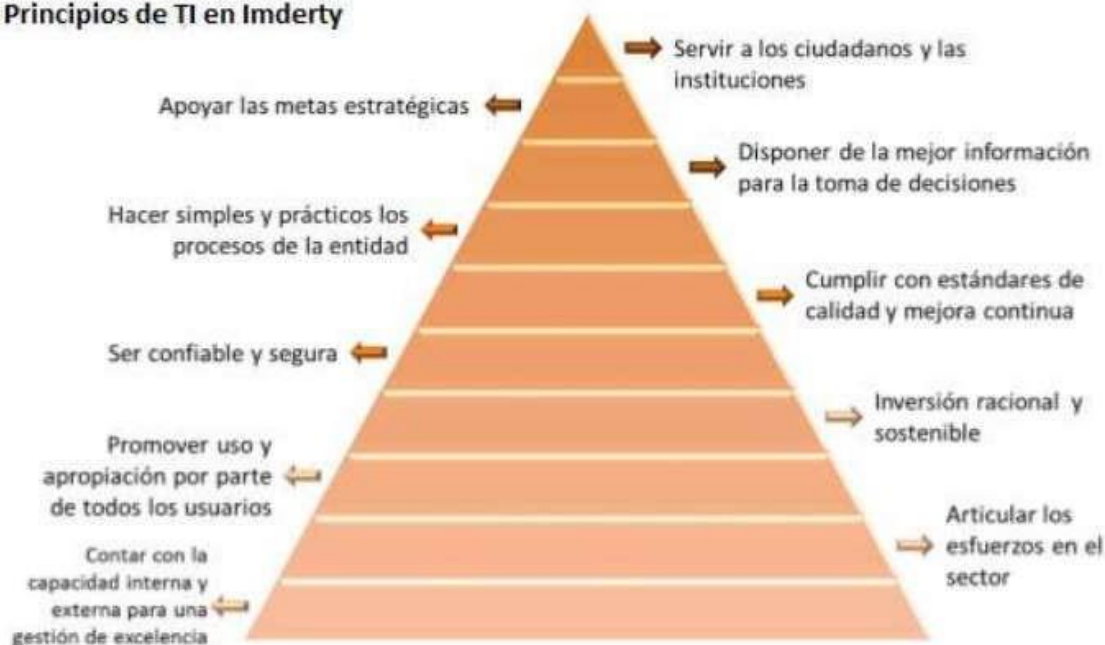 Principios de TI en Imderty
Servir a los ciudadanos y las
instituciones
Apoyar las metas estratégicas
Disponer de la mejor información
para la toma de decisiones
Hacer simples y prácticos los
procesos de la entidad
Cumplir con estándares de
calidad y mejora continua
Ser confiable y segura
Inversión racional y
sostenible
Promover uso y
apropiación por parte
de todos los usuarios
Articular los
esfuerzos en el
sector
Contar con la
capacidad interna y
externa para una
gestión de excelencia